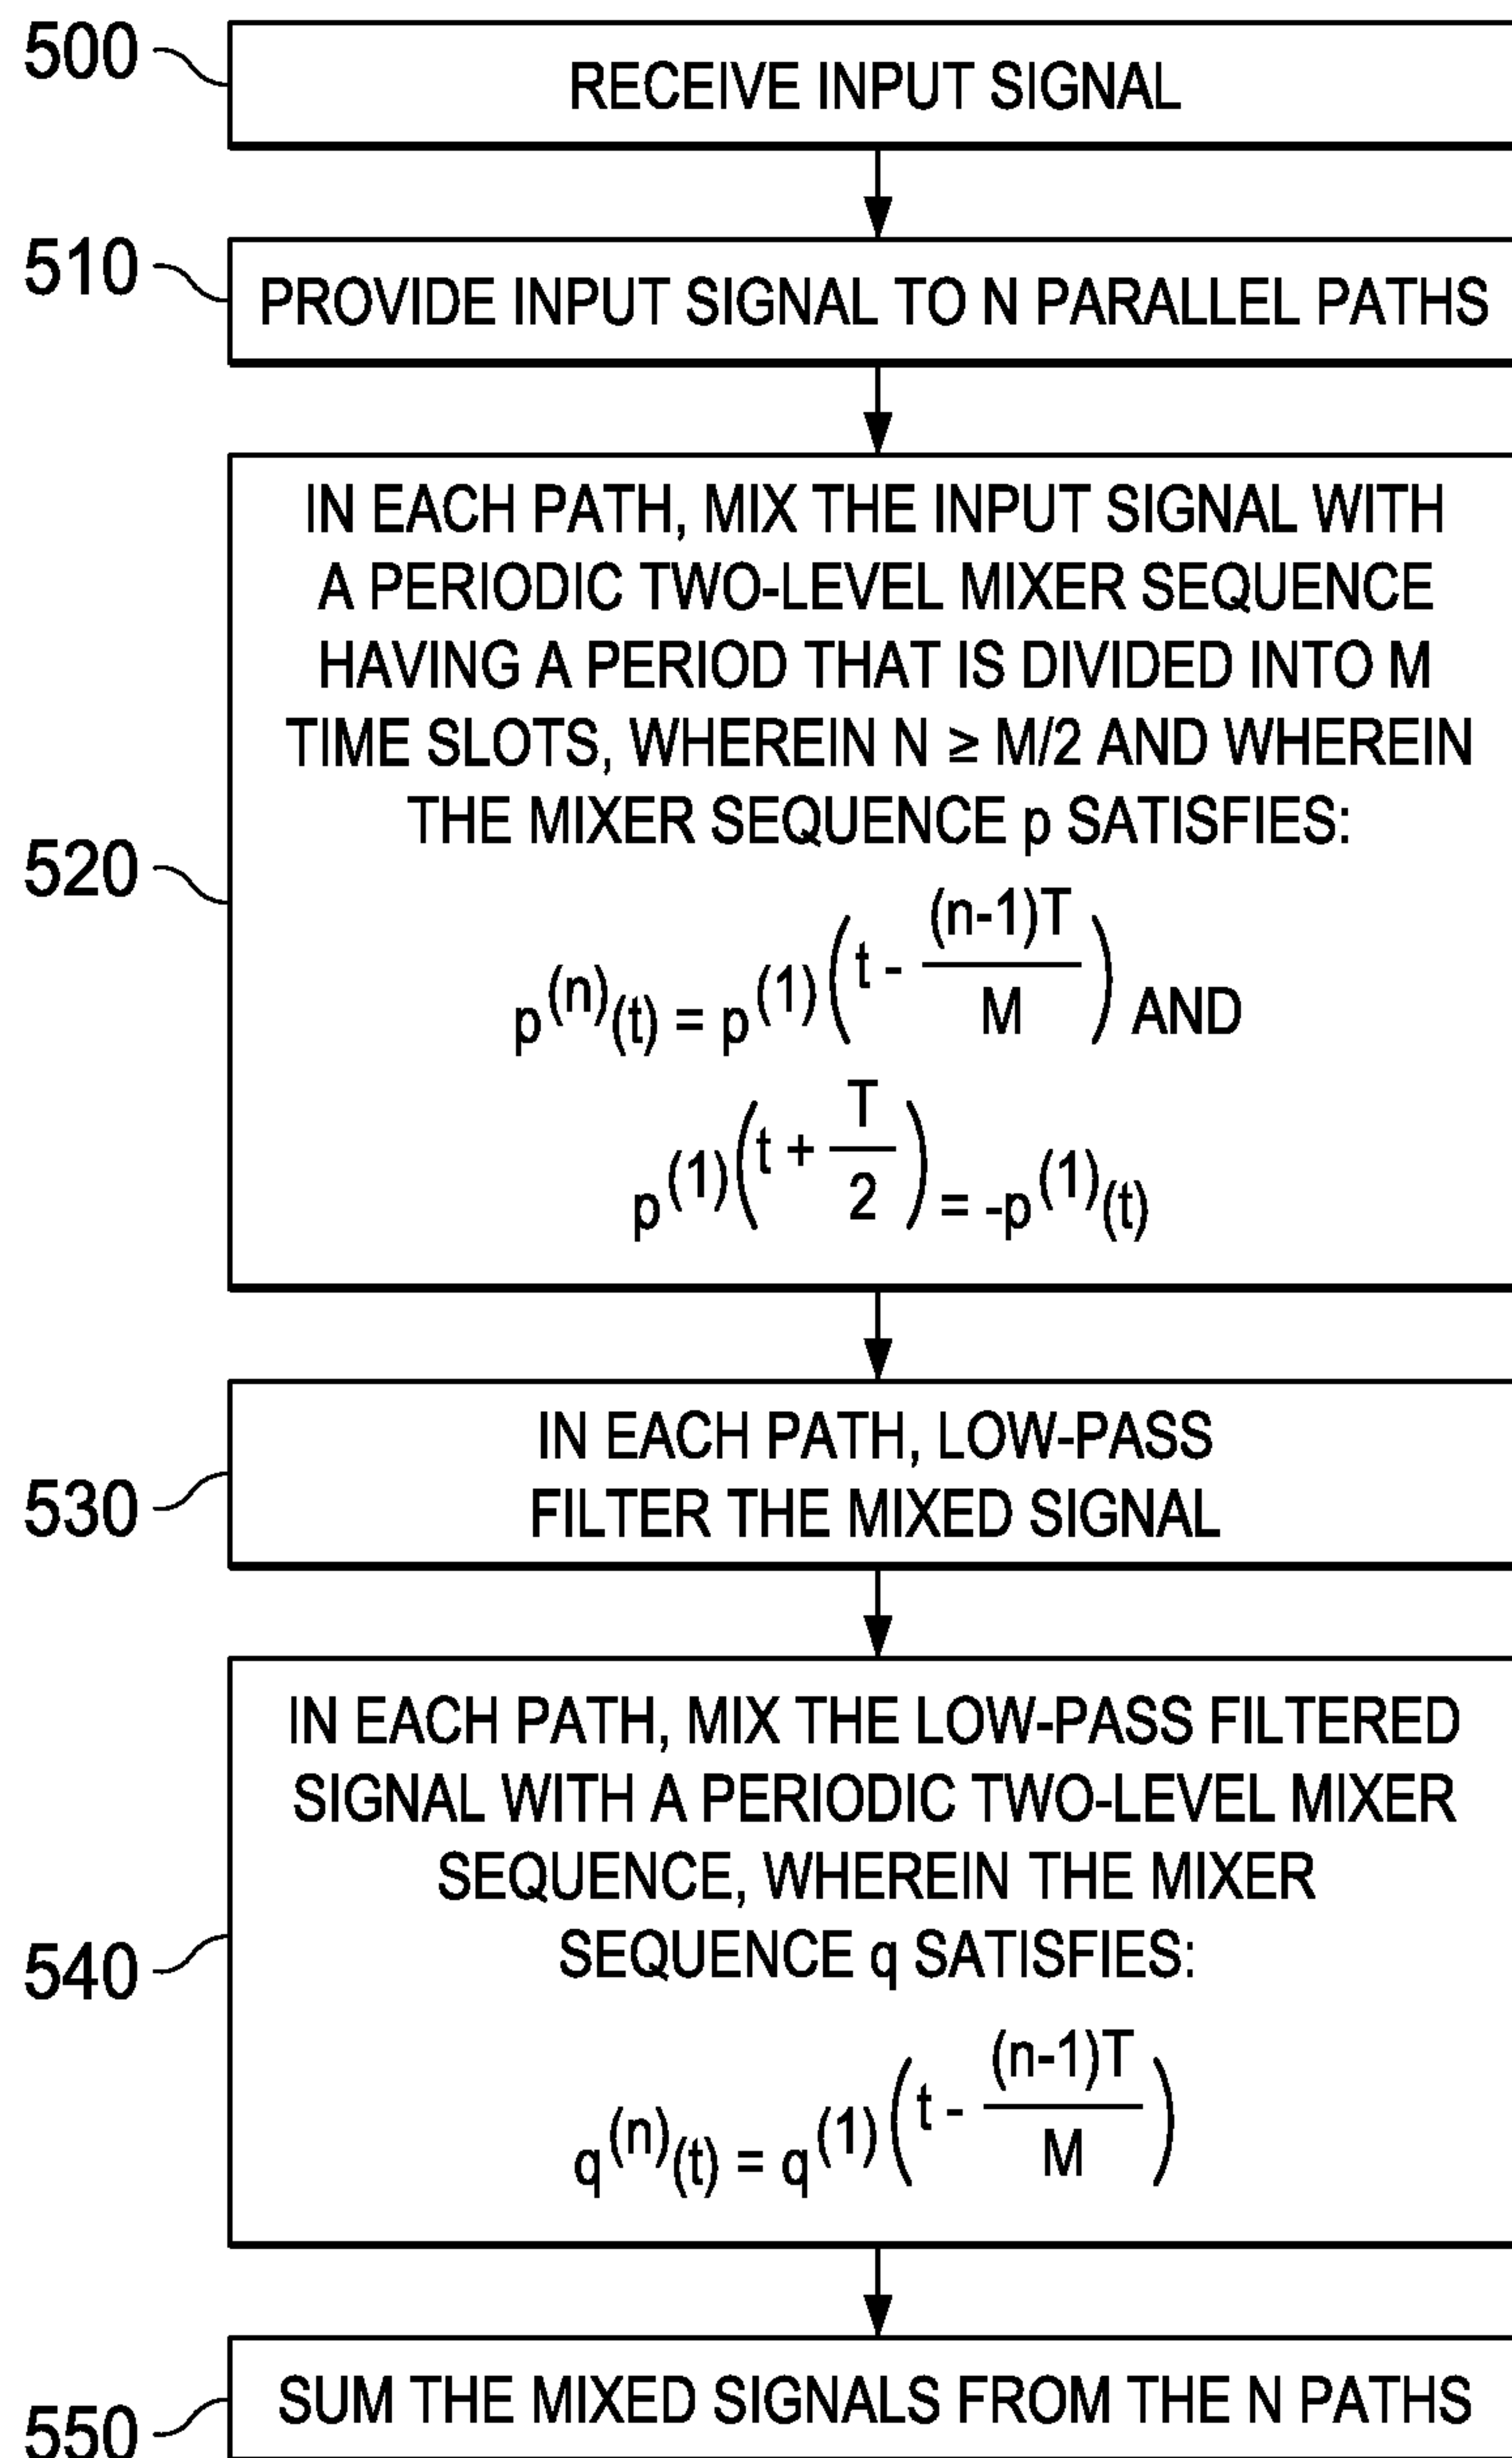 500
RECEIVE INPUT SIGNAL
510
PROVIDE INPUT SIGNAL TO N PARALLEL PATHS
520
IN EACH PATH, MIX THE INPUT SIGNAL WITH
A PERIODIC TWO-LEVEL MIXER SEQUENCE
HAVING A PERIOD THAT IS DIVIDED INTO M
TIME SLOTS, WHEREIN N ≥ M/2 AND WHEREIN
THE MIXER SEQUENCE p SATISFIES:
p^(n)(t) = p^(1)(t - (n-1)T/M) AND
p^(1)(t + T/2) = -p^(1)(t)
530
IN EACH PATH, LOW-PASS
FILTER THE MIXED SIGNAL
540
IN EACH PATH, MIX THE LOW-PASS FILTERED
SIGNAL WITH A PERIODIC TWO-LEVEL MIXER
SEQUENCE, WHEREIN THE MIXER
SEQUENCE q SATISFIES:
q^(n)(t) = q^(1)(t - (n-1)T/M)
550
SUM THE MIXED SIGNALS FROM THE N PATHS